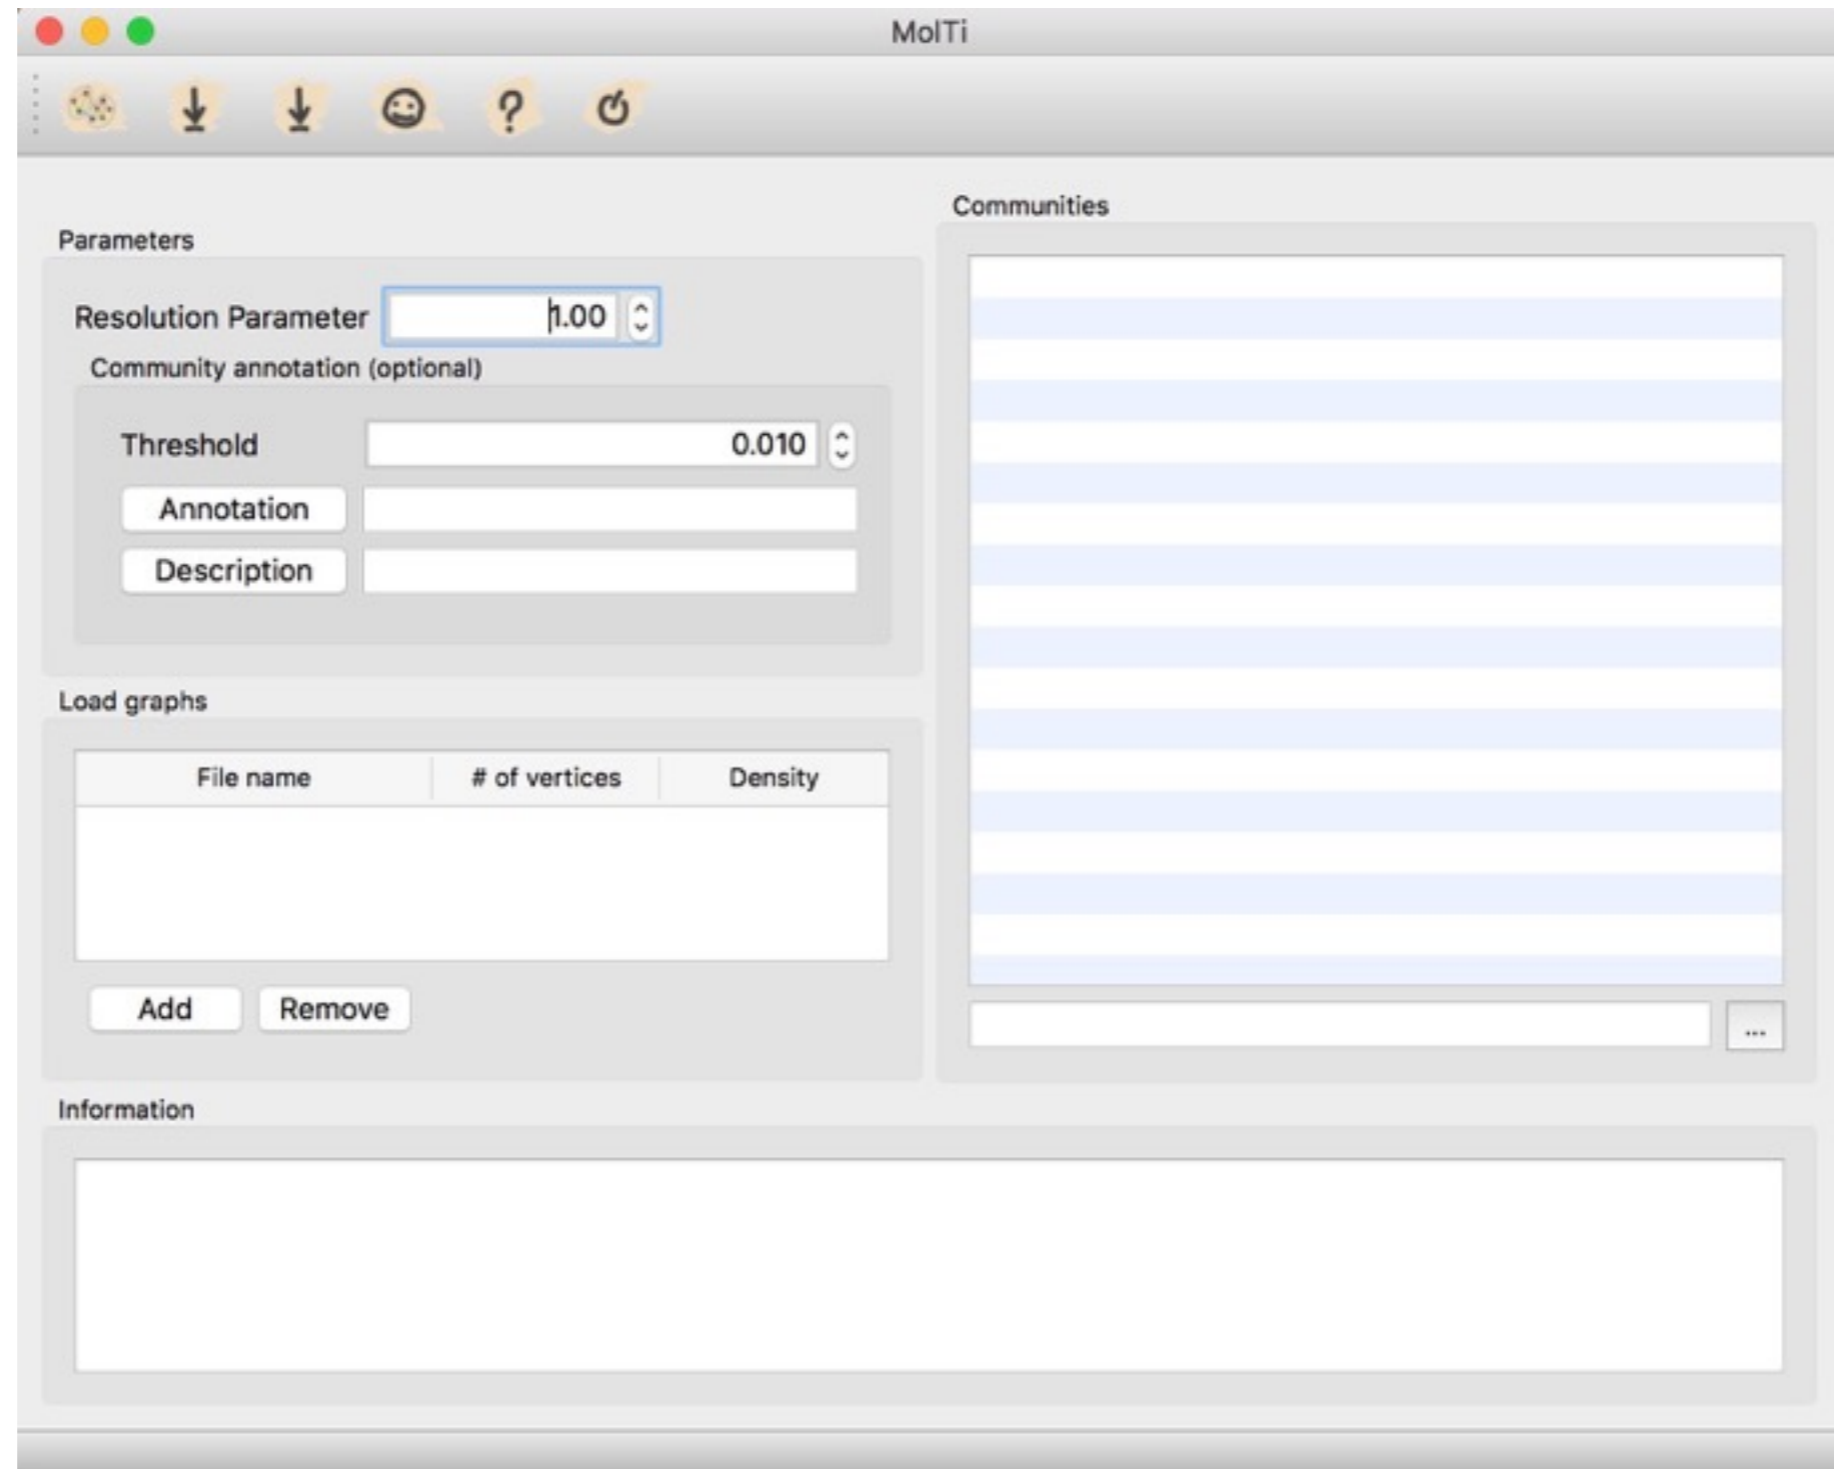 MolTi
?
Parameters
Resolution Parameter 1.00
Community annotation (optional)
Threshold 0.010
Annotation
Description
Load graphs
File name # of vertices Density
Add Remove
Communities
...
Information